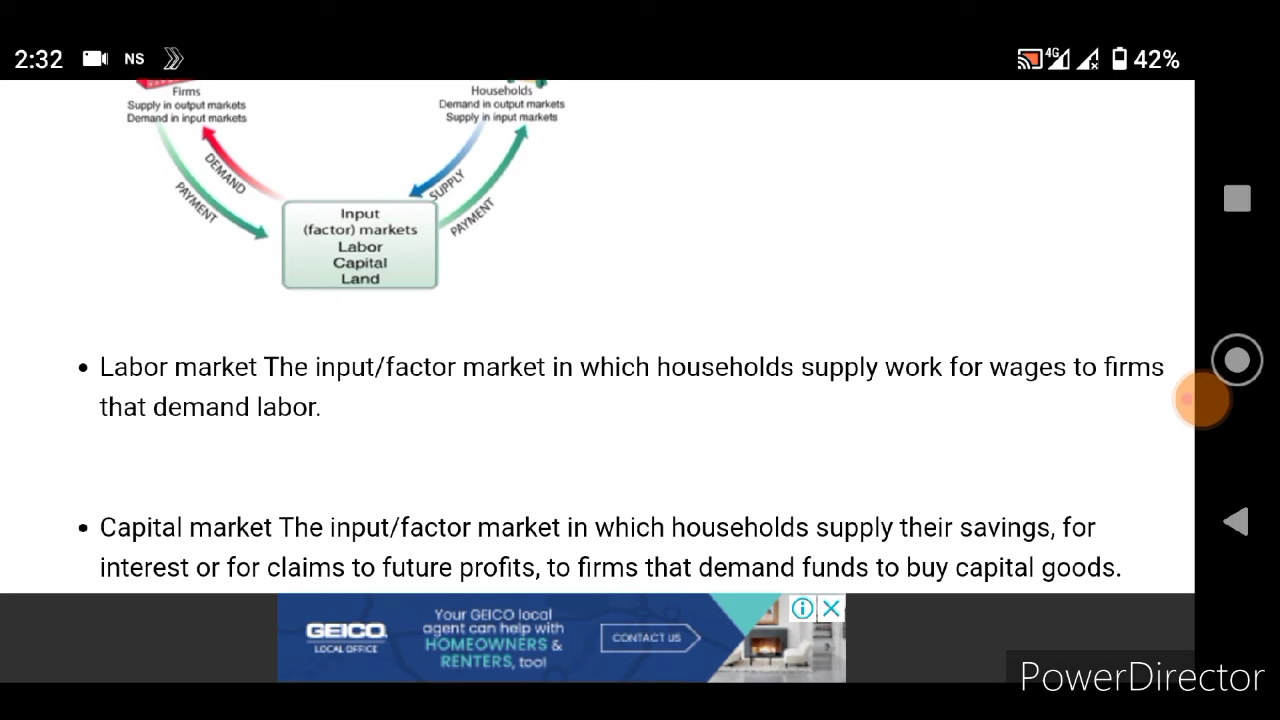 2:32 NS 4G 42%
Firms
Supply in output markets
Demand in input markets
Households
Demand in output markets
Supply in input markets
DEMAND
PAYMENT
SUPPLY
PAYMENT
Input
(factor) markets
Labor
Capital
Land
• Labor market The input/factor market in which households supply work for wages to firms
that demand labor.
• Capital market The input/factor market in which households supply their savings, for
interest or for claims to future profits, to firms that demand funds to buy capital goods.
GEICO
LOCAL OFFICE
Your GEICO local
agent can help with
HOMEOWNERS &
RENTERS, too!
CONTACT US
PowerDirector